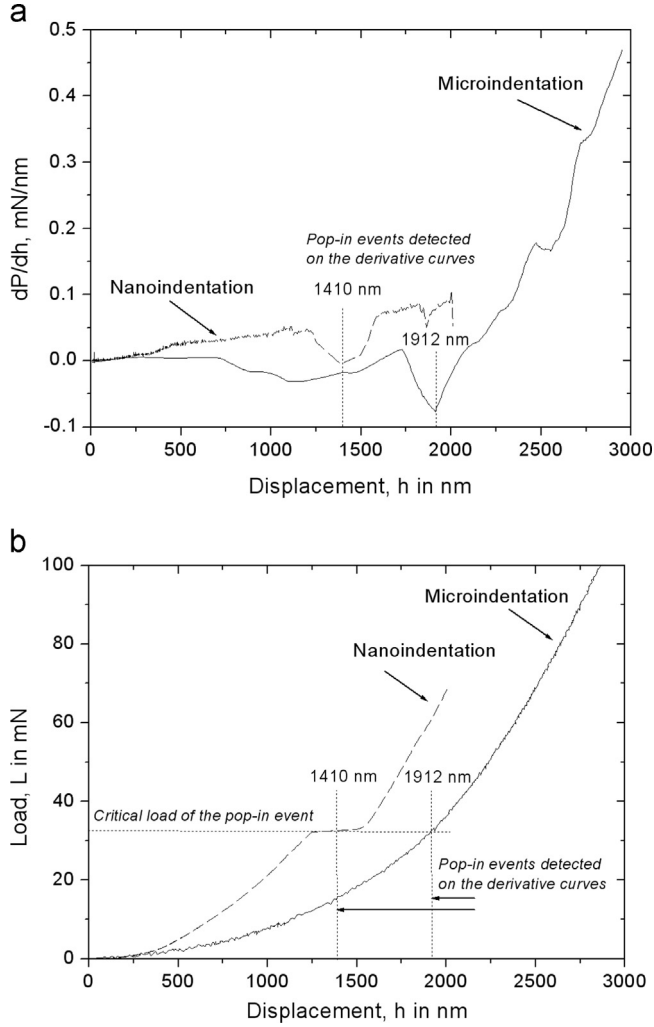 a
0.5
0.4
0.3
0.2
0.1
0.0
-0.1
dP/dh, mN/nm
Microindentation
Pop-in events detected
on the derivative curves
Nanoindentation
1410 nm
1912 nm
0 500 1000 1500 2000 2500 3000
Displacement, h in nm
b
100
80
60
40
20
0
Load, L in mN
Microindentation
Nanoindentation
1410 nm
1912 nm
Critical load of the pop-in event
Pop-in events detected
on the derivative curves
0 500 1000 1500 2000 2500 3000
Displacement, h in nm